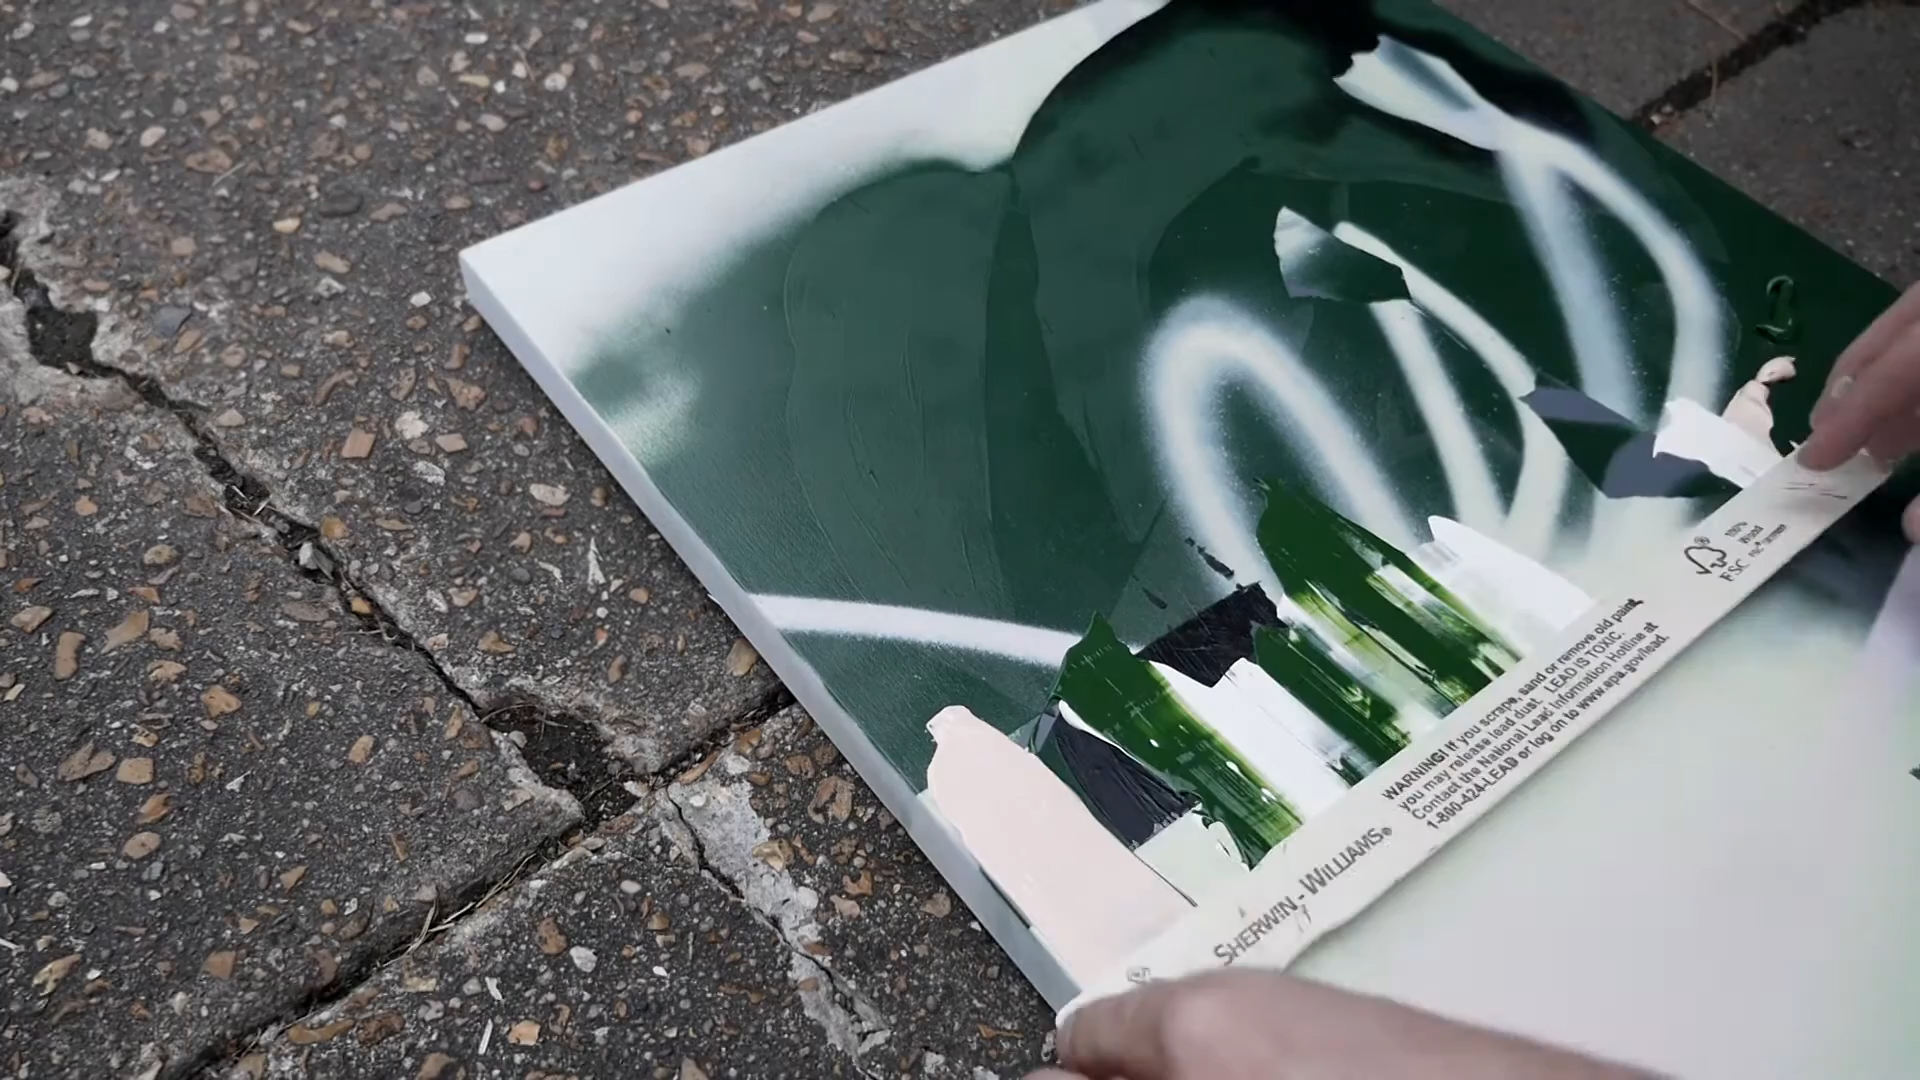 SHERWIN-WILLIAMS®
WARNING! If you scrape, sand or remove old paint,
you may release lead dust. LEAD IS TOXIC.
Contact the National Lead Information Hotline at
1-800-424-LEAD or log on to www.epa.gov/lead.
FSC
100%
Wood